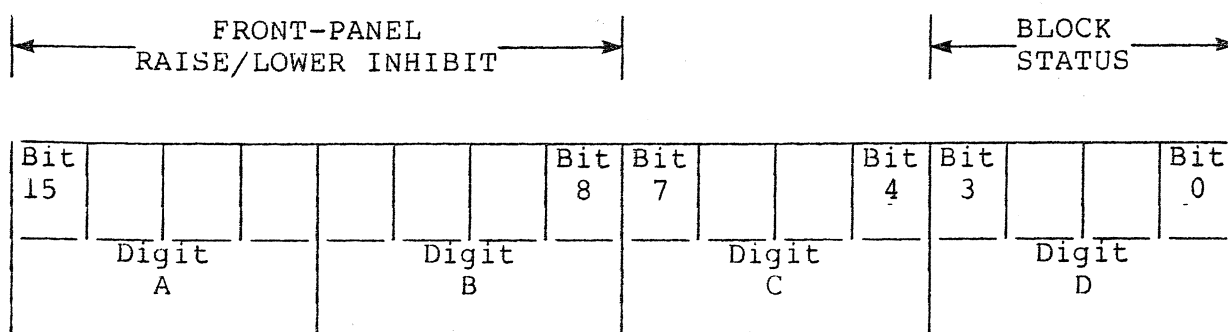 FRONT-PANEL
RAISE/LOWER INHIBIT
BLOCK
STATUS
Bit Bit Bit Bit Bit Bit
15 8 7 4 3 0
Digit Digit Digit Digit
A B C D